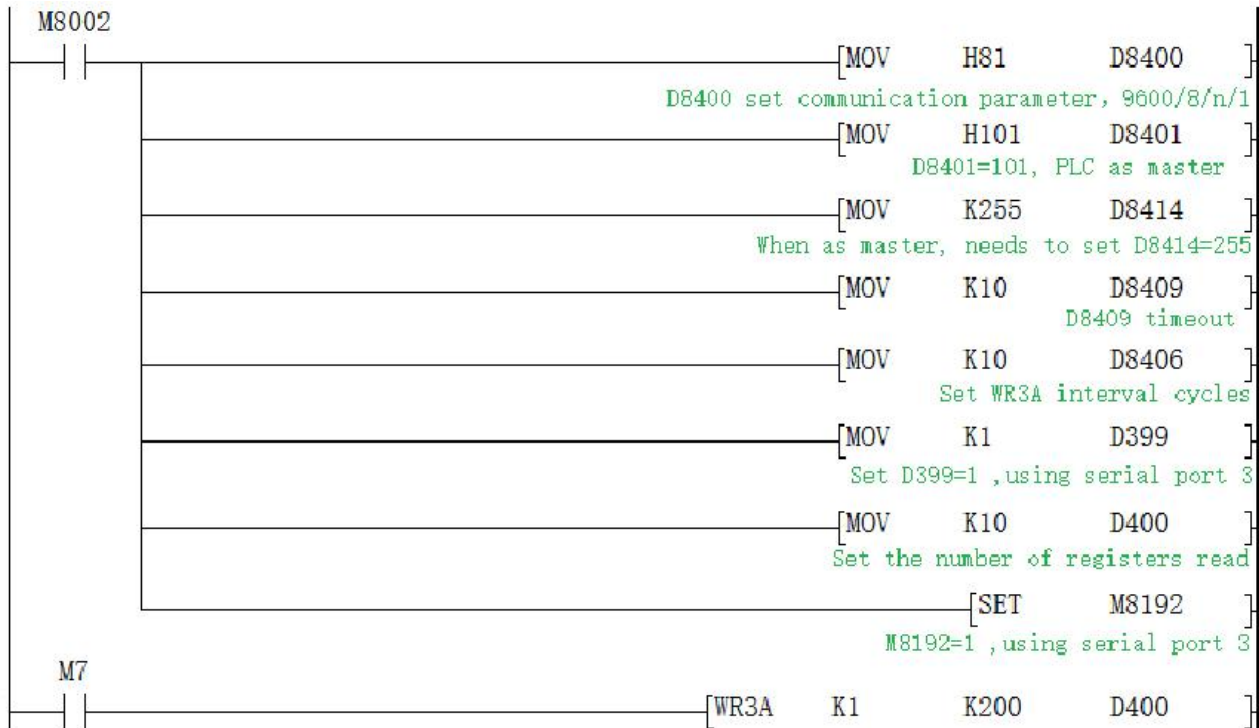 M8002
[MOV H81 D8400 ]
D8400 set communication parameter, 9600/8/n/1
[MOV H101 D8401 ]
D8401=101, PLC as master
[MOV K255 D8414 ]
When as master, needs to set D8414=255
[MOV K10 D8409 ]
D8409 timeout
[MOV K10 D8406 ]
Set WR3A interval cycles
[MOV K1 D399 ]
Set D399=1 ,using serial port 3
[MOV K10 D400 ]
Set the number of registers read
[SET M8192 ]
M8192=1 ,using serial port 3
M7
[WR3A K1 K200 D400 ]